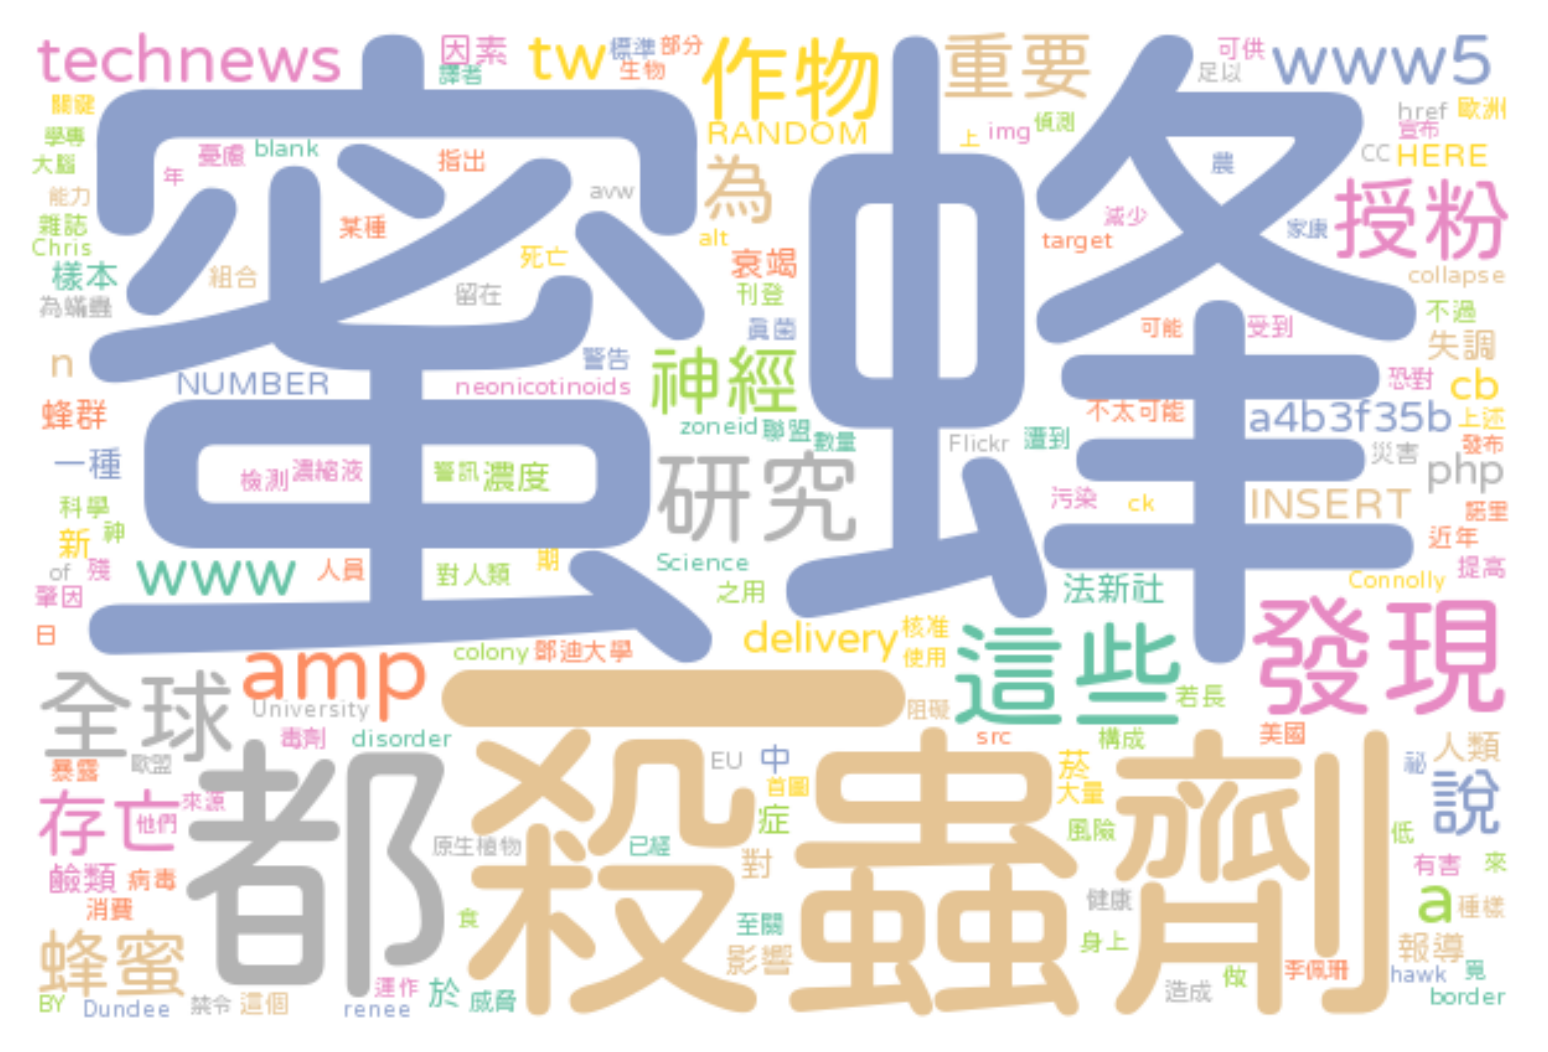 technews 因素 tw 標準 部分 作物 重要 可供 www5
譯者 生物 足以
關鍵 蜜蜂 href 歐洲
學專 憂慮 blank 指出 RANDOM 上 img 偵測 宣布
大腦 年 CC HERE
能力 avw 為 農 授粉
雜誌 某種 alt 減少 家康
Chris target
樣本 組合 死亡 衰竭 collapse
為蟎蟲 留在 刊登 不過
n 真菌 可能 受到 失調
NUMBER 警告 神經 恐對 cb
蜂群 neonicotinoids 不太可能 a4b3f35b 上述
zoneid 聯盟 數量 Flickr 遭到 發布
一種 檢測 濃縮液 警訊 濃度 研究 災害 php
科學 污染 ck INSERT 諾里
新 神 近年
of 殘 www 人員 對人類 期 Science 提高
肇因 之用 法新社 Connolly
日 colony 鄧迪大學 delivery 核准 這些 發現
使用
全球 amp 一 若長
University 阻礙
毒劑 disorder src 構成 美國
暴露 歐盟 都 殺蟲劑 EU 中 菸 祕 人類
存亡 來源 首圖 大量 說
他們 症 風險 低
鹼類 病毒 原生植物 已經 對 有害 來
消費 食 至關 健康 a 種樣
蜂蜜 影響 身上 報導
運作 於 做 李佩珊 hawk 覓
BY Dundee 禁令 這個 renee 威脅 造成 border